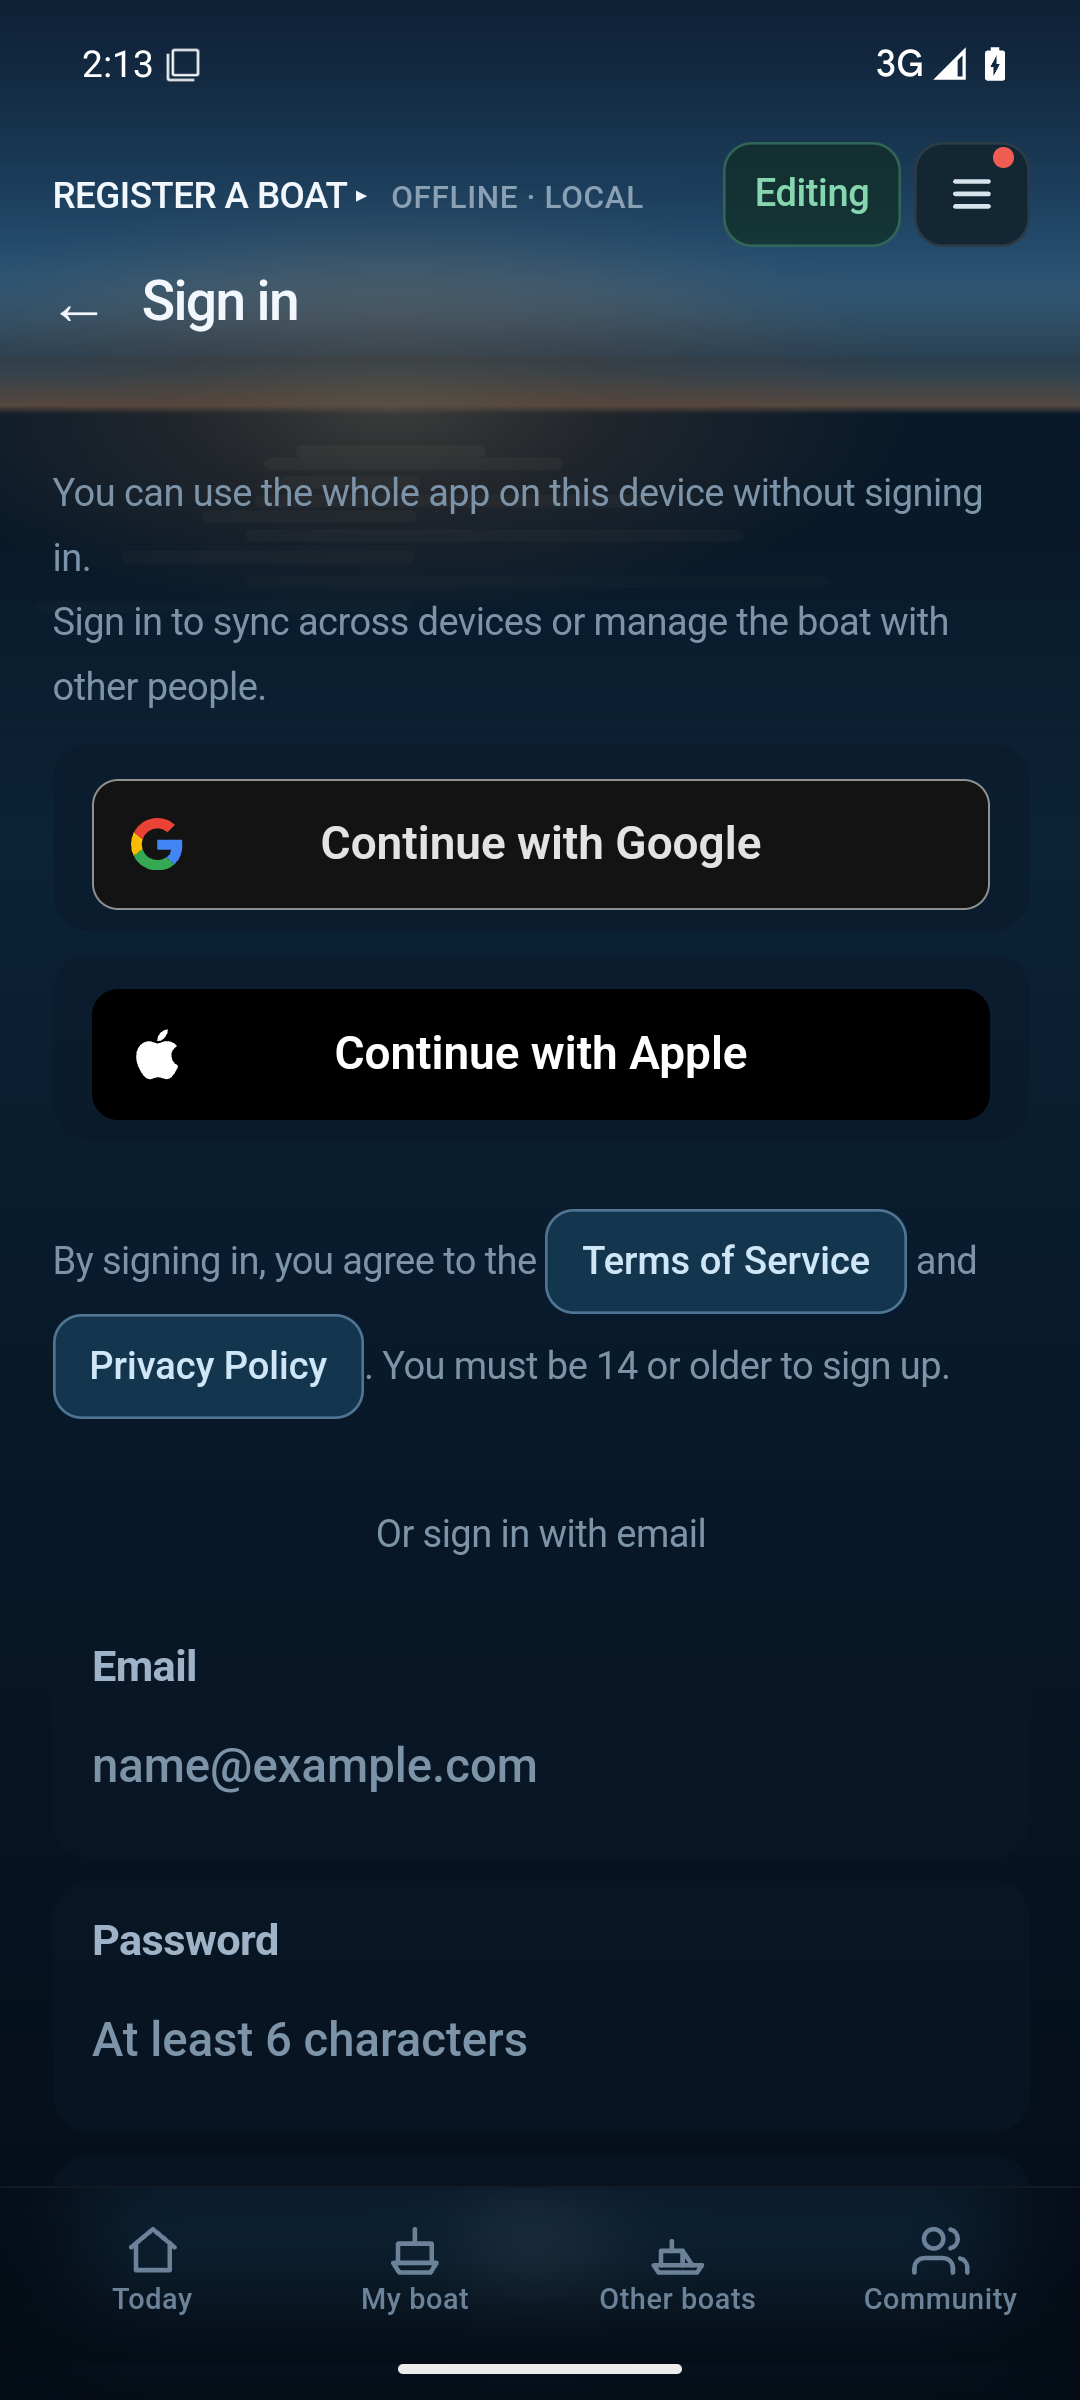 2:13 3G
REGISTER A BOAT ▸ OFFLINE · LOCAL Editing
← Sign in
You can use the whole app on this device without signing
in.
Sign in to sync across devices or manage the boat with
other people.
Continue with Google
Continue with Apple
By signing in, you agree to the Terms of Service and
Privacy Policy. You must be 14 or older to sign up.
Or sign in with email
Email
name@example.com
Password
At least 6 characters
Today My boat Other boats Community